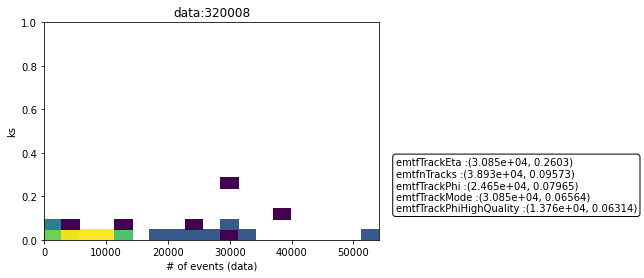 data:320008
1.0
0.8
0.6
0.4
0.2
0.0
ks
0
10000
20000
30000
40000
50000
# of events (data)
emtfTrackEta :(3.085e+04, 0.2603)
emtfnTracks :(3.893e+04, 0.09573)
emtfTrackPhi :(2.465e+04, 0.07965)
emtfTrackMode :(3.085e+04, 0.06564)
emtfTrackPhiHighQuality :(1.376e+04, 0.06314)